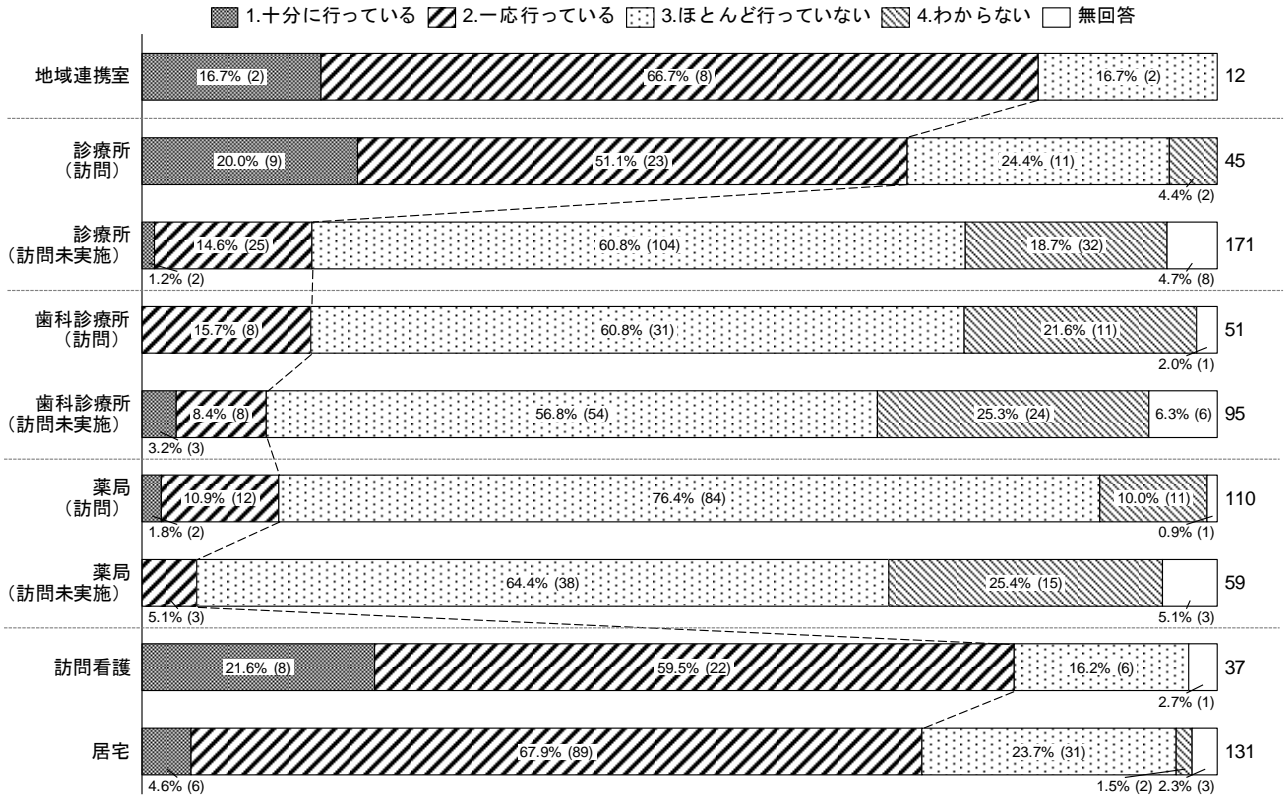 1.十分に行っている 2.一応行っている 3.ほとんど行っていない 4.わからない 無回答
地域連携室 16.7% (2) 66.7% (8) 16.7% (2) 12
診療所
(訪問)
20.0% (9) 51.1% (23) 24.4% (11) 45
4.4% (2)
診療所
(訪問未実施)
14.6% (25) 60.8% (104) 18.7% (32) 171
1.2% (2) 4.7% (8)
歯科診療所
(訪問)
15.7% (8) 60.8% (31) 21.6% (11) 51
2.0% (1)
歯科診療所
(訪問未実施)
8.4% (8) 56.8% (54) 25.3% (24) 6.3% (6) 95
3.2% (3)
薬局
(訪問)
10.9% (12) 76.4% (84) 10.0% (11) 110
1.8% (2) 0.9% (1)
薬局
(訪問未実施)
64.4% (38) 25.4% (15) 59
5.1% (3) 5.1% (3)
訪問看護 21.6% (8) 59.5% (22) 16.2% (6) 37
2.7% (1)
居宅 67.9% (89) 23.7% (31) 131
4.6% (6) 1.5% (2) 2.3% (3)